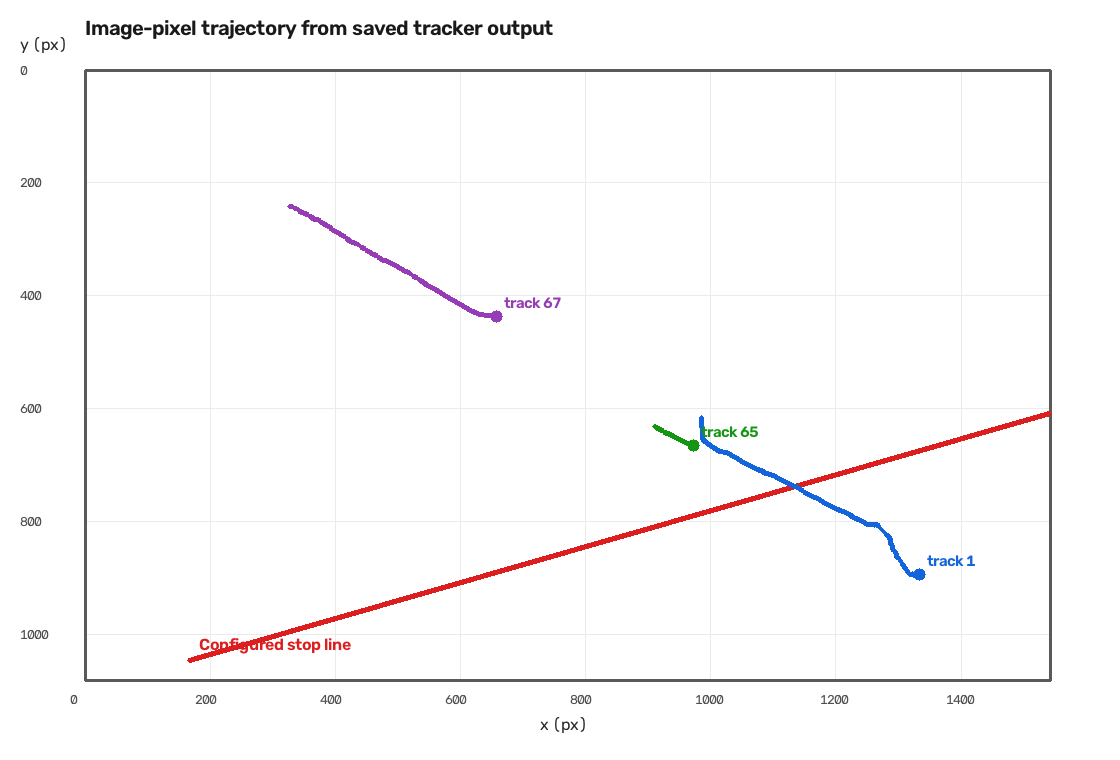 Image-pixel trajectory from saved tracker output
y (px)
0
200
400
600
800
1000
track 67
track 65
track 1
Configured stop line
0
200
400
600
800
1000
1200
1400
x (px)